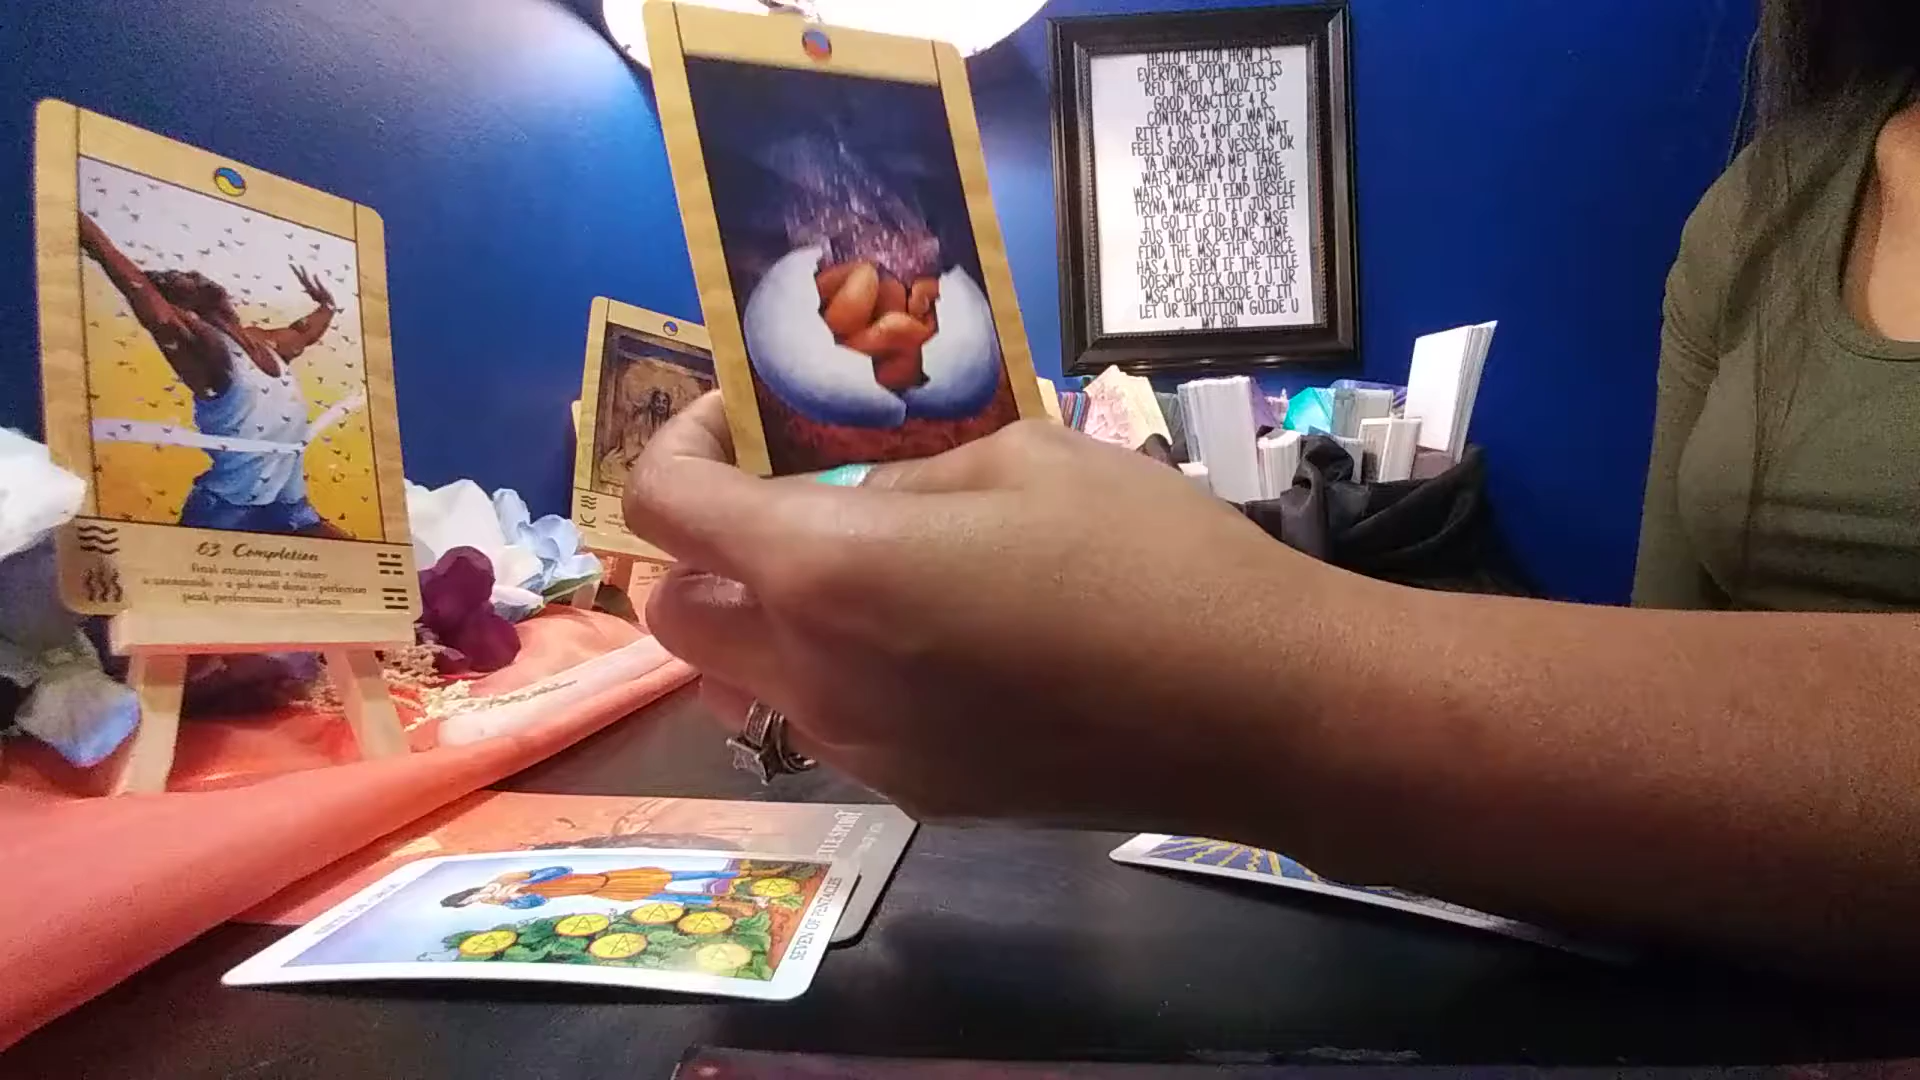 HELLO HELLO! HOW IS
EVERYONE DOIN? THIS IS
RFU TAROT Y BKUZ IT'S
GOOD PRACTICE 4 R
CONTRACTS 2 DO WATS
RITE 4 US & NOT JUS WAT
FEELS GOOD 2 R VESSELS OK
YA UNDASTAND ME! TAKE
WATS MEANT 4 U & LEAVE
WATS NOT. IF U FIND URSELF
TRYNA MAKE IT FIT JUS LET
IT GO! IT CUD B UR MSG
JUS NOT UR DEVINE TIME.
FIND THE MSG THT SOURCE
HAS 4 U. EVEN IF THE TITLE
DOESN'T STICK OUT 2 U UR
MSG CUD B INSIDE OF IT!
LET UR INTUITION GUIDE U
MY BB!
63 Completion
final attainment - victory
a commando - a job well done - perfection
peak performance - prudence
SEVEN OF PENTACLES